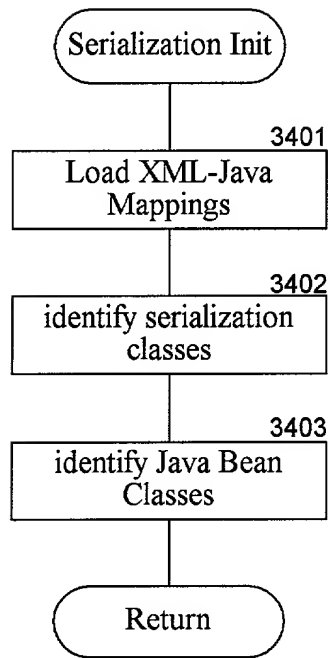 Serialization Init
3401
Load XML-Java
Mappings
3402
identify serialization
classes
3403
identify Java Bean
Classes
Return